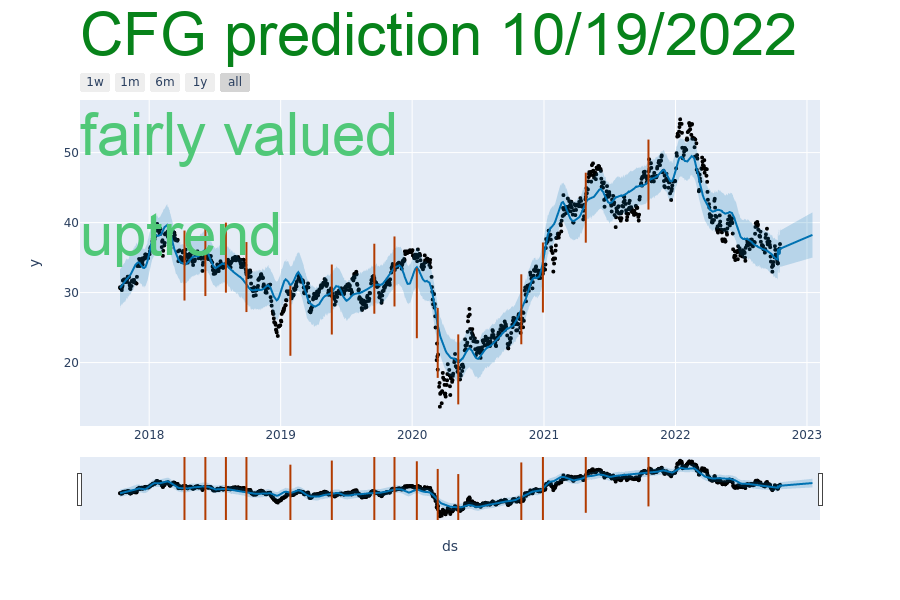 CFG prediction 10/19/2022
1w 1m 6m 1y all
fairly valued
50
uptrend
40
y
30
20
2018 2019 2020 2021 2022 2023
ds